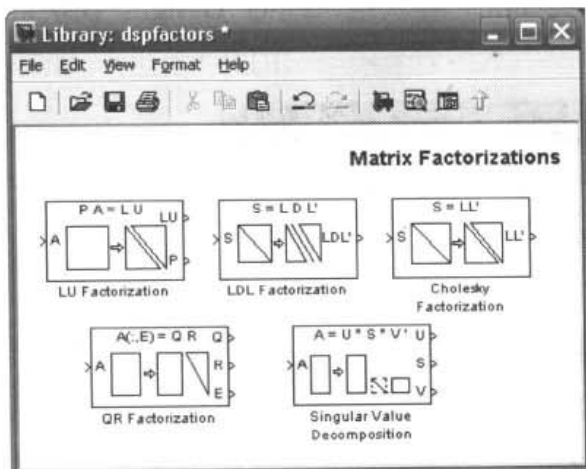 Library: dspfactors *
File Edit View Format Help
Matrix Factorizations
P A = L U
A
LU
P
LU Factorization
S = L D L'
S
LDL'
LDL Factorization
S = LL'
S
LL'
Cholesky
Factorization
A(:,E) = Q R
A
Q
R
E
QR Factorization
A = U * S * V'
A
U
S
V
Singular Value
Decomposition